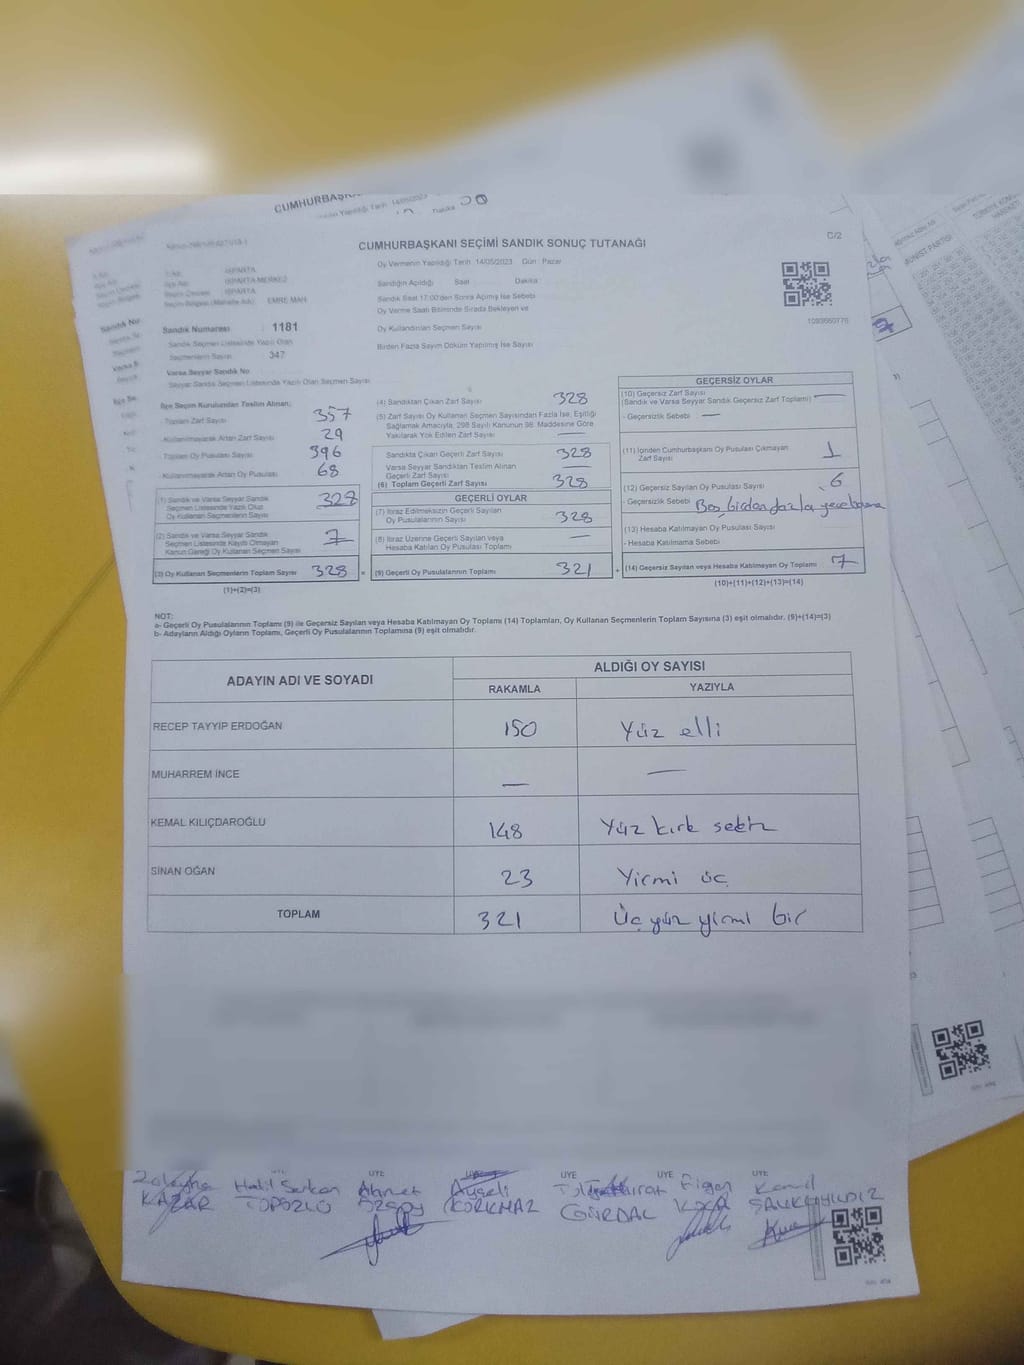 CUMHURBAŞKANI SEÇİMİ SANDIK SONUÇ TUTANAĞI
C/2
Oy Vermenin Yapıldığı Tarih 14/05/2023 Gün Pazar
İl Adı ISPARTA
İlçe Adı ISPARTA MERKEZ
Seçim Çevresi ISPARTA
Seçim Bölgesi (Mahalle Adı) EMRE MAH
Sandık Numarası 1181
Sandık Seçmen Listesinde Yazılı Olan
Seçmenlerin Sayısı 347
Varsa Seyyar Sandık No
Seyyar Sandık Seçmen Listesinde Yazılı Olan Seçmen Sayısı
Sandığın Açıldığı Saat Dakika
Sandık Saat 17:00'den Sonra Açılmış İse Sebebi
Oy Verme Saati Bitiminde Sırada Bekleyen ve
Oy Kullandırılan Seçmen Sayısı
Birden Fazla Sayım Döküm Yapılmış İse Sayısı
1093660776
İlçe Seçim Kurulundan Teslim Alınan;
Toplam Zarf Sayısı 357
-Kullanılmayarak Artan Zarf Sayısı 29
-Toplam Oy Pusulası Sayısı 396
-Kullanılmayarak Artan Oy Pusulası 68
(1) Sandık ve Varsa Seyyar Sandık
Seçmen Listesinde Yazılı Olup
Oy Kullanan Seçmenlerin Sayısı 328
(2) Sandık ve Varsa Seyyar Sandık
Seçmen Listesinde Kayıtlı Olmayan
Kanun Gereği Oy Kullanan Seçmen Sayısı
(3) Oy Kullanan Seçmenlerin Toplam Sayısı 328 =
(1)+(2)=(3)
(4) Sandıktan Çıkan Zarf Sayısı 328
(5) Zarf Sayısı Oy Kullanan Seçmen Sayısından Fazla İse, Eşitliği
Sağlamak Amacıyla, 298 Sayılı Kanunun 98. Maddesine Göre
Yakılarak Yok Edilen Zarf Sayısı —
Sandıkta Çıkan Geçerli Zarf Sayısı 328
Varsa Seyyar Sandıktan Teslim Alınan
Geçerli Zarf Sayısı —
(6) Toplam Geçerli Zarf Sayısı 328
GEÇERLİ OYLAR
(7) İtiraz Edilmeksizin Geçerli Sayılan
Oy Pusulalarının Sayısı 328
(8) İtiraz Üzerine Geçerli Sayılan veya
Hesaba Katılan Oy Pusulası Toplamı —
(9) Geçerli Oy Pusulalarının Toplamı 321 +
GEÇERSİZ OYLAR
(10) Geçersiz Zarf Sayısı
(Sandık ve Varsa Seyyar Sandık Geçersiz Zarf Toplamı) —
- Geçersizlik Sebebi : —
(11) İçinden Cumhurbaşkanı Oy Pusulası Çıkmayan
Zarf Sayısı 1
(12) Geçersiz Sayılan Oy Pusulası Sayısı 6
- Geçersizlik Sebebi : Boş, birden fazla
(13) Hesaba Katılmayan Oy Pusulası Sayısı
- Hesaba Katılmama Sebebi :
(14) Geçersiz Sayılan veya Hesaba Katılmayan Oy Toplamı 7
(10)+(11)+(12)+(13)=(14)
NOT:
a- Geçerli Oy Pusulalarının Toplamı (9) ile Geçersiz Sayılan veya Hesaba Katılmayan Oy Toplamı (14) Toplamları, Oy Kullanan Seçmenlerin Toplam Sayısına (3) eşit olmalıdır. (9)+(14)=(3)
b- Adayların Aldığı Oyların Toplamı, Geçerli Oy Pusulalarının Toplamına (9) eşit olmalıdır.
ADAYIN ADI VE SOYADI
ALDIĞI OY SAYISI
RAKAMLA YAZIYLA
RECEP TAYYİP ERDOĞAN 150 Yüz elli
MUHARREM İNCE — —
KEMAL KILIÇDAROĞLU 148 Yüz kırk sekiz
SİNAN OĞAN 23 Yirmi üç
TOPLAM 321 Üç yüz yirmi bir
ÜYE ÜYE ÜYE ÜYE
Halil Serkan Ahmet Ayseli Figen Kamil
KAZAR TOPOZLU ÖZSOY KORKMAZ GÜRDAL KOCA